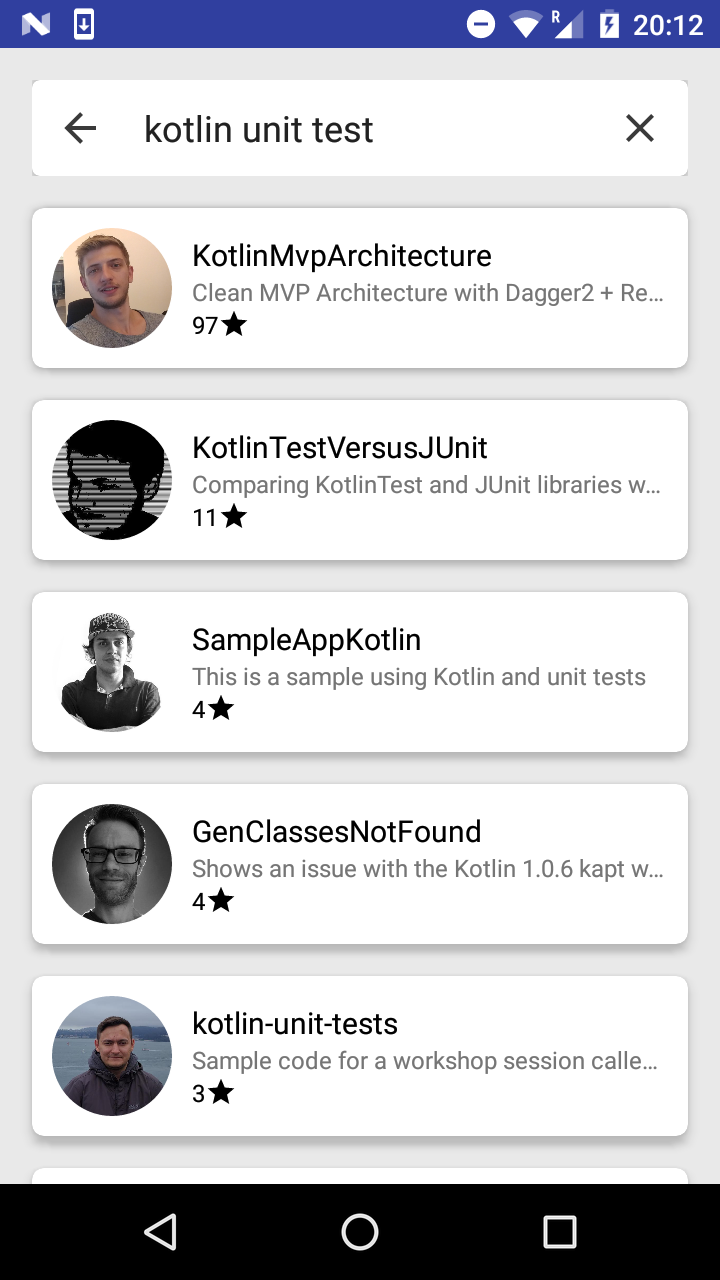 R 20:12
kotlin unit test
KotlinMvpArchitecture
Clean MVP Architecture with Dagger2 + Re...
97★
KotlinTestVersusJUnit
Comparing KotlinTest and JUnit libraries w...
11★
SampleAppKotlin
This is a sample using Kotlin and unit tests
4★
GenClassesNotFound
Shows an issue with the Kotlin 1.0.6 kapt w...
4★
kotlin-unit-tests
Sample code for a workshop session calle...
3★